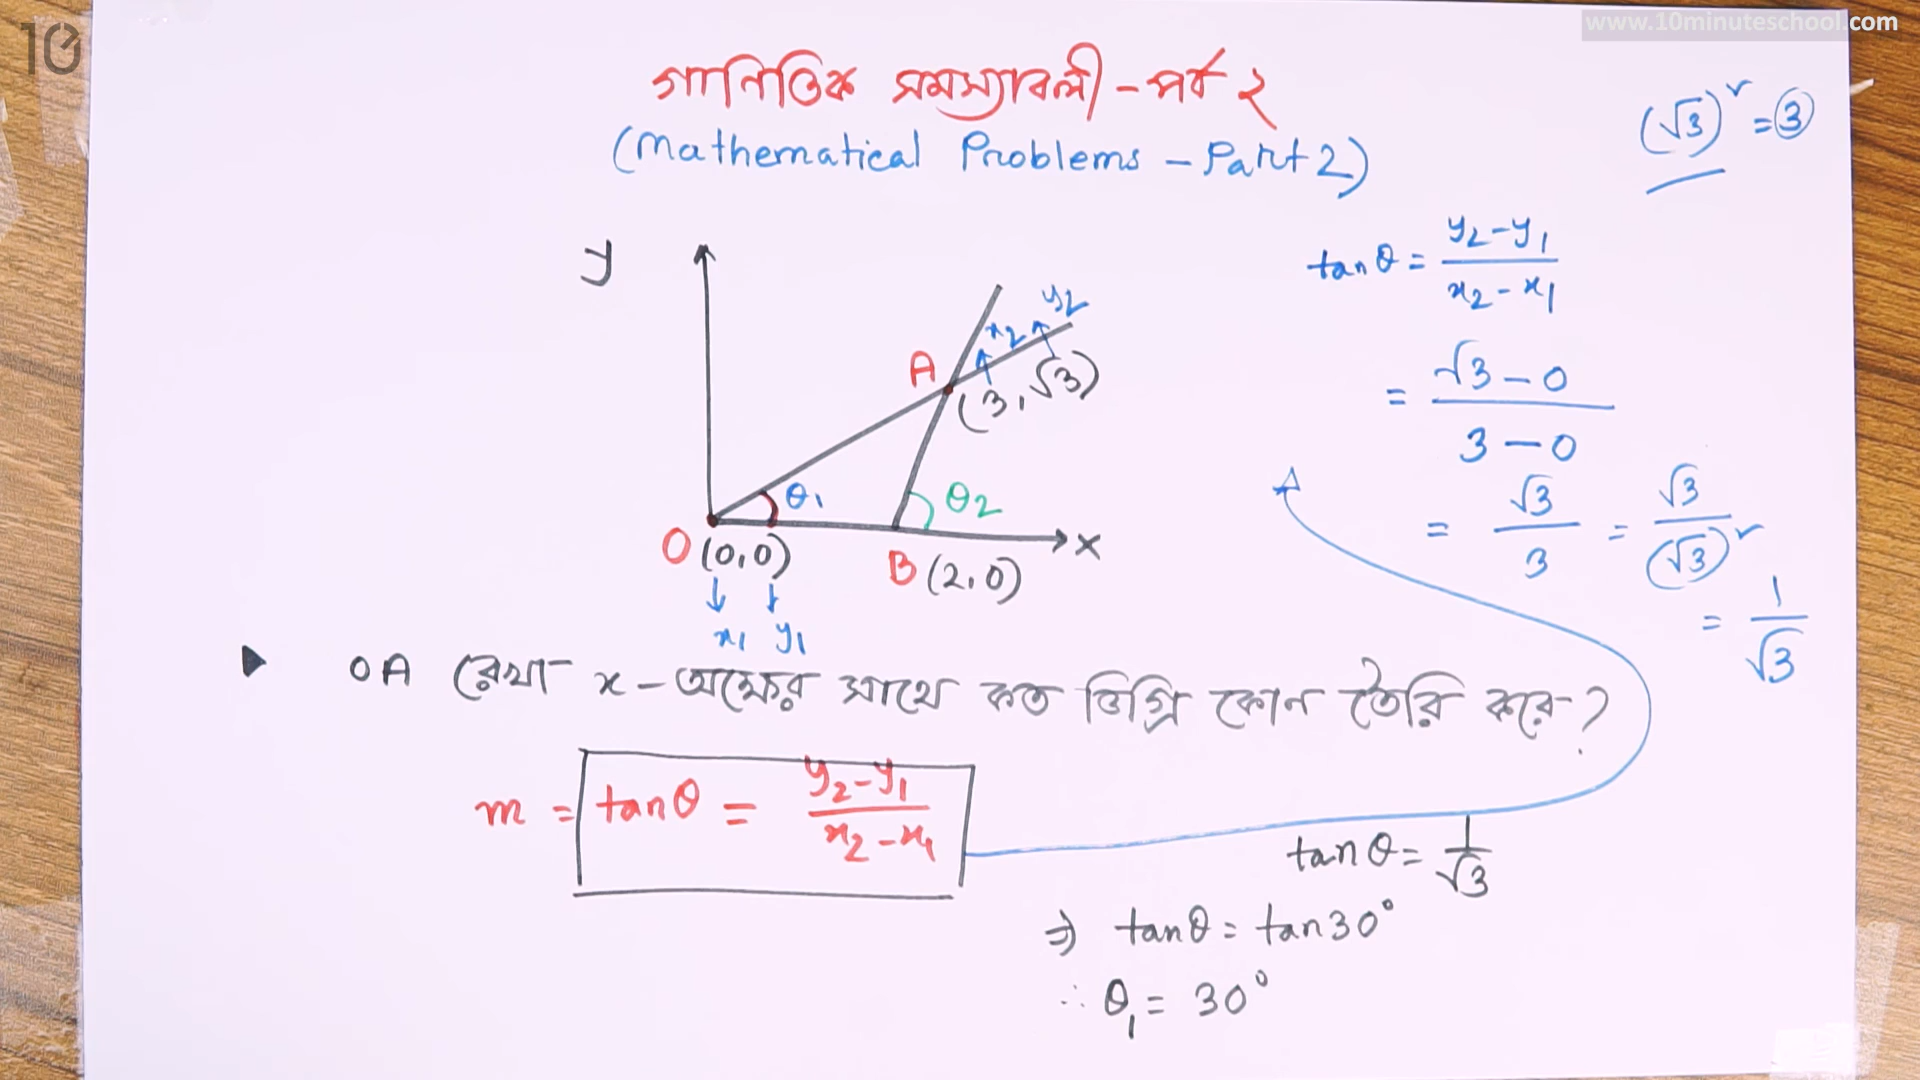 10
www.10minuteschool.com
গাণিতিক সমস্যাবলী - পর্ব ২
(Mathematical Problems - Part 2)
(√3)² = 3
y
A
x₂ y₂
(3, √3)
θ₁
θ₂
O (0,0)
B (2,0)
x
x₁ y₁
tanθ = (y₂ - y₁)/(x₂ - x₁)
= (√3 - 0)/(3 - 0)
= √3/3 = √3/(√3)²
= 1/√3
▶ OA রেখা x - অক্ষের সাথে কত ডিগ্রি কোন তৈরি করে?
m = tanθ = (y₂ - y₁)/(x₂ - x₁)
tanθ = 1/√3
⇒ tanθ = tan30°
∴ θ₁ = 30°